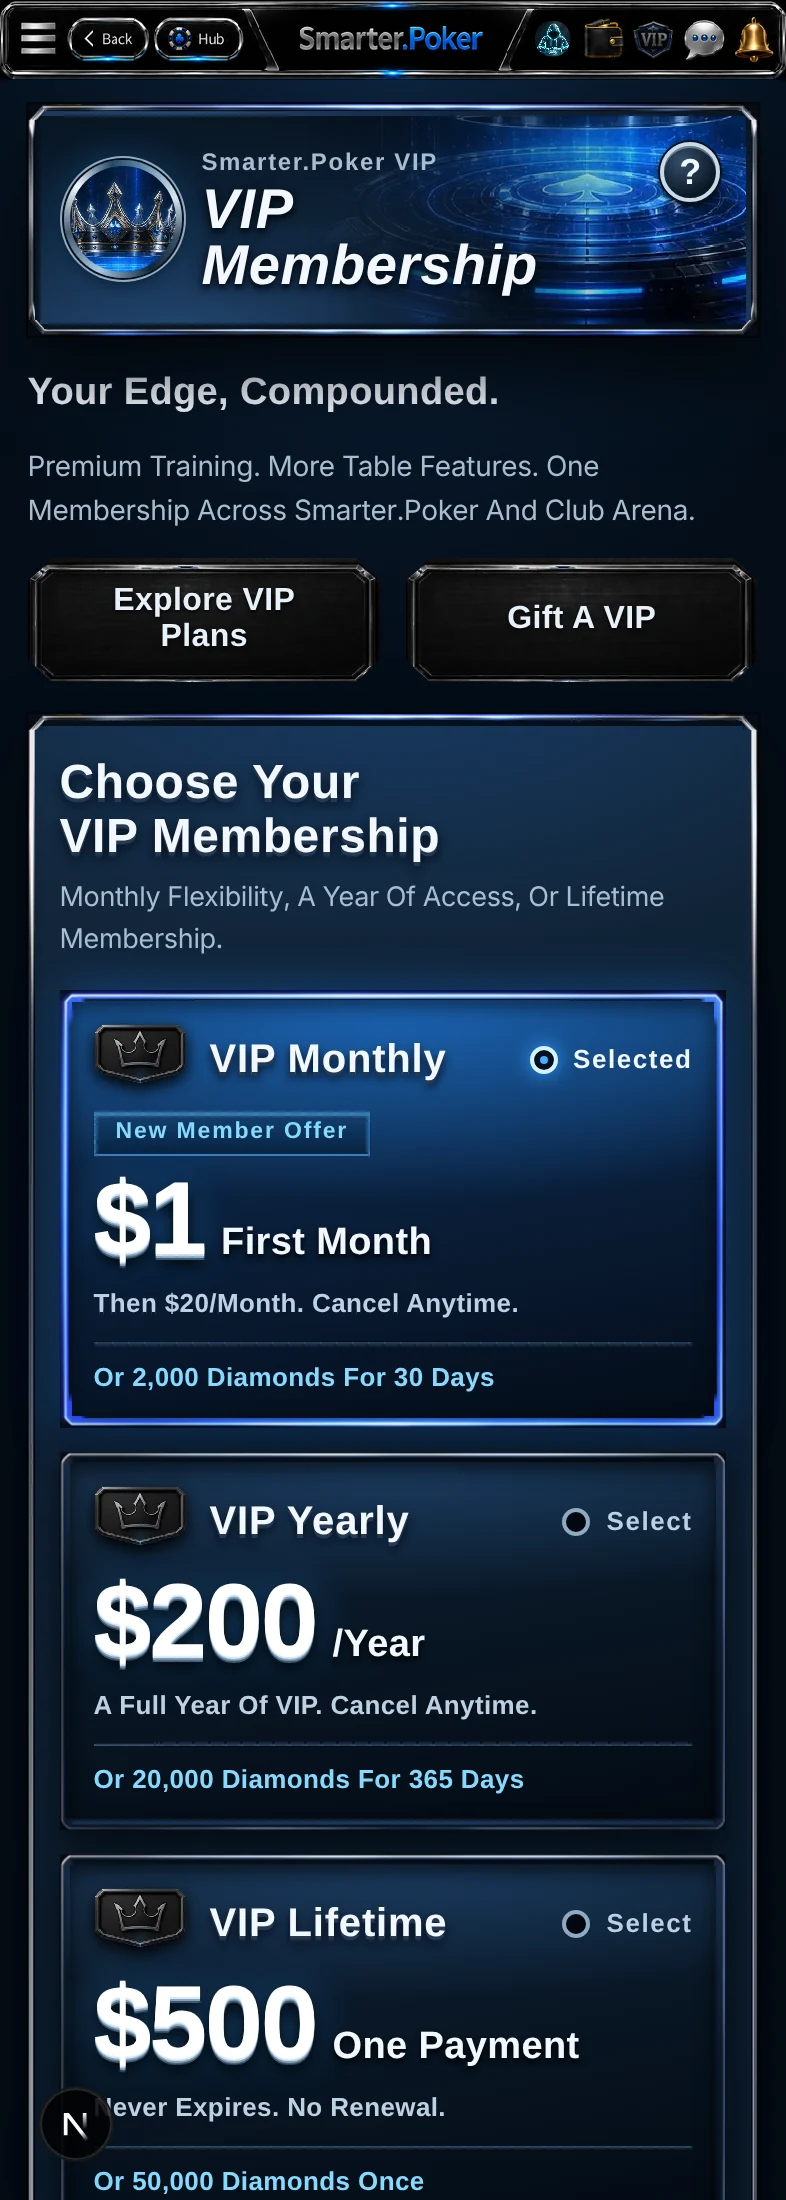 Back
Hub
Smarter.Poker
VIP
Smarter.Poker VIP
VIP
Membership
?
Your Edge, Compounded.
Premium Training. More Table Features. One
Membership Across Smarter.Poker And Club Arena.
Explore VIP
Plans
Gift A VIP
Choose Your
VIP Membership
Monthly Flexibility, A Year Of Access, Or Lifetime
Membership.
VIP Monthly
Selected
New Member Offer
$1 First Month
Then $20/Month. Cancel Anytime.
Or 2,000 Diamonds For 30 Days
VIP Yearly
Select
$200 /Year
A Full Year Of VIP. Cancel Anytime.
Or 20,000 Diamonds For 365 Days
VIP Lifetime
Select
$500 One Payment
Never Expires. No Renewal.
N
Or 50,000 Diamonds Once